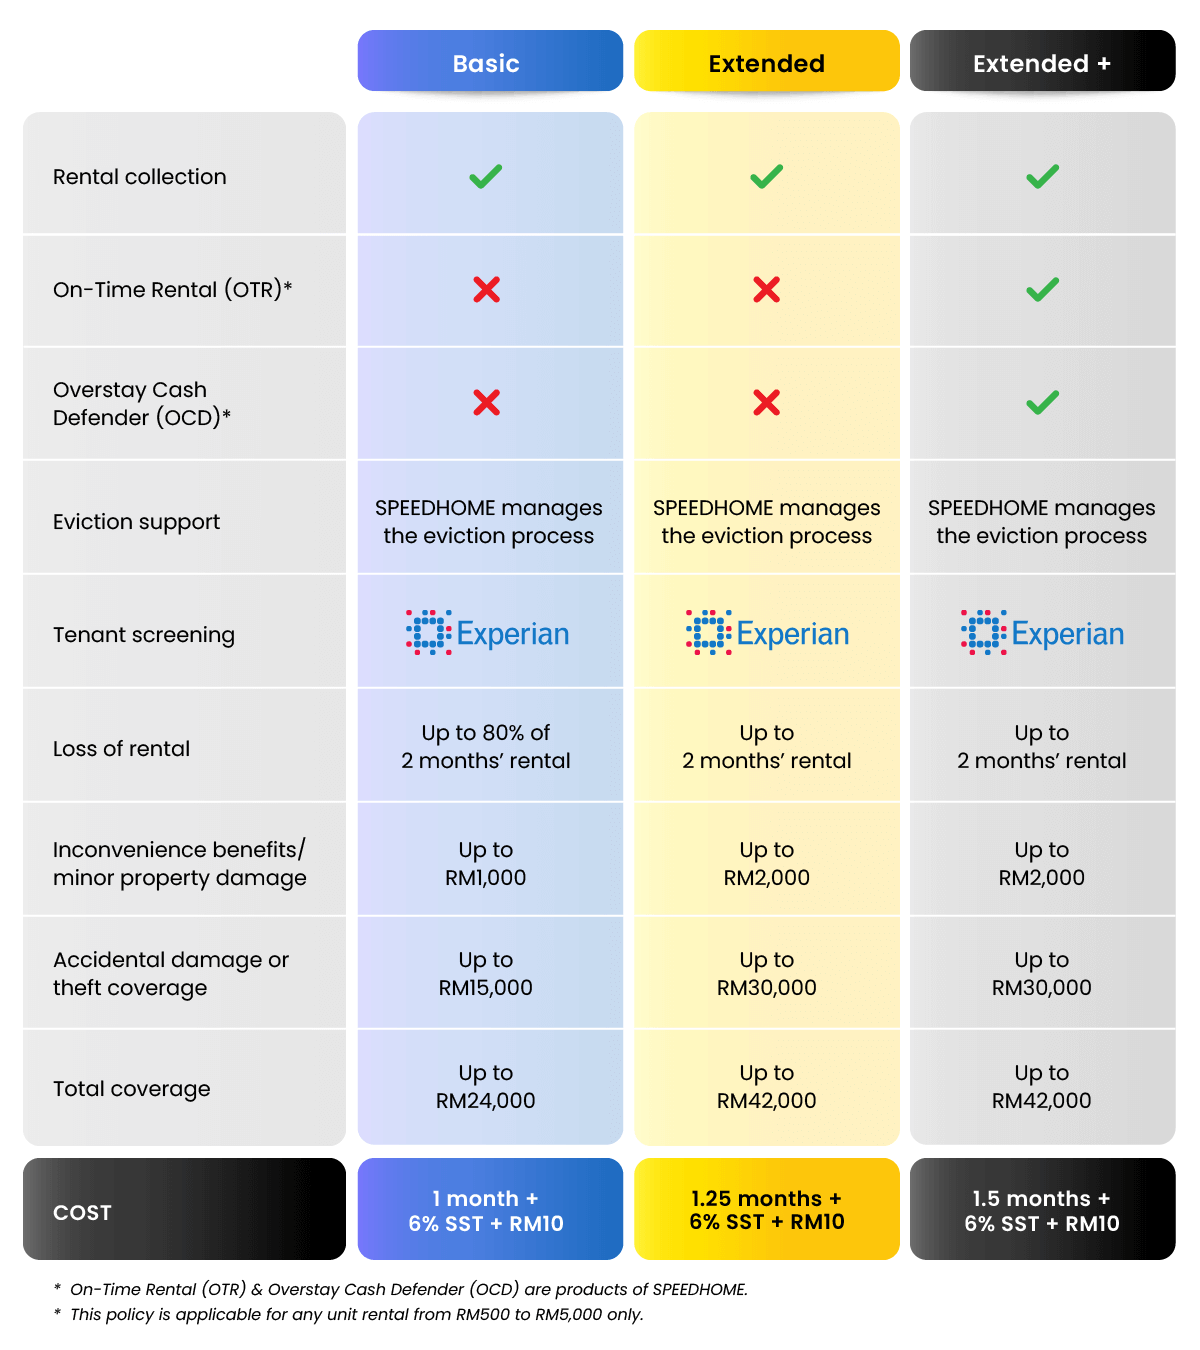 Basic
Extended
Extended +
Rental collection
On-Time Rental (OTR)*
Overstay Cash
Defender (OCD)*
Eviction support
SPEEDHOME manages
the eviction process
SPEEDHOME manages
the eviction process
SPEEDHOME manages
the eviction process
Tenant screening
Experian
Experian
Experian
Loss of rental
Up to 80% of
2 months’ rental
Up to
2 months’ rental
Up to
2 months’ rental
Inconvenience benefits/
minor property damage
Up to
RM1,000
Up to
RM2,000
Up to
RM2,000
Accidental damage or
theft coverage
Up to
RM15,000
Up to
RM30,000
Up to
RM30,000
Total coverage
Up to
RM24,000
Up to
RM42,000
Up to
RM42,000
COST
1 month +
6% SST + RM10
1.25 months +
6% SST + RM10
1.5 months +
6% SST + RM10
* On-Time Rental (OTR) & Overstay Cash Defender (OCD) are products of SPEEDHOME.
* This policy is applicable for any unit rental from RM500 to RM5,000 only.